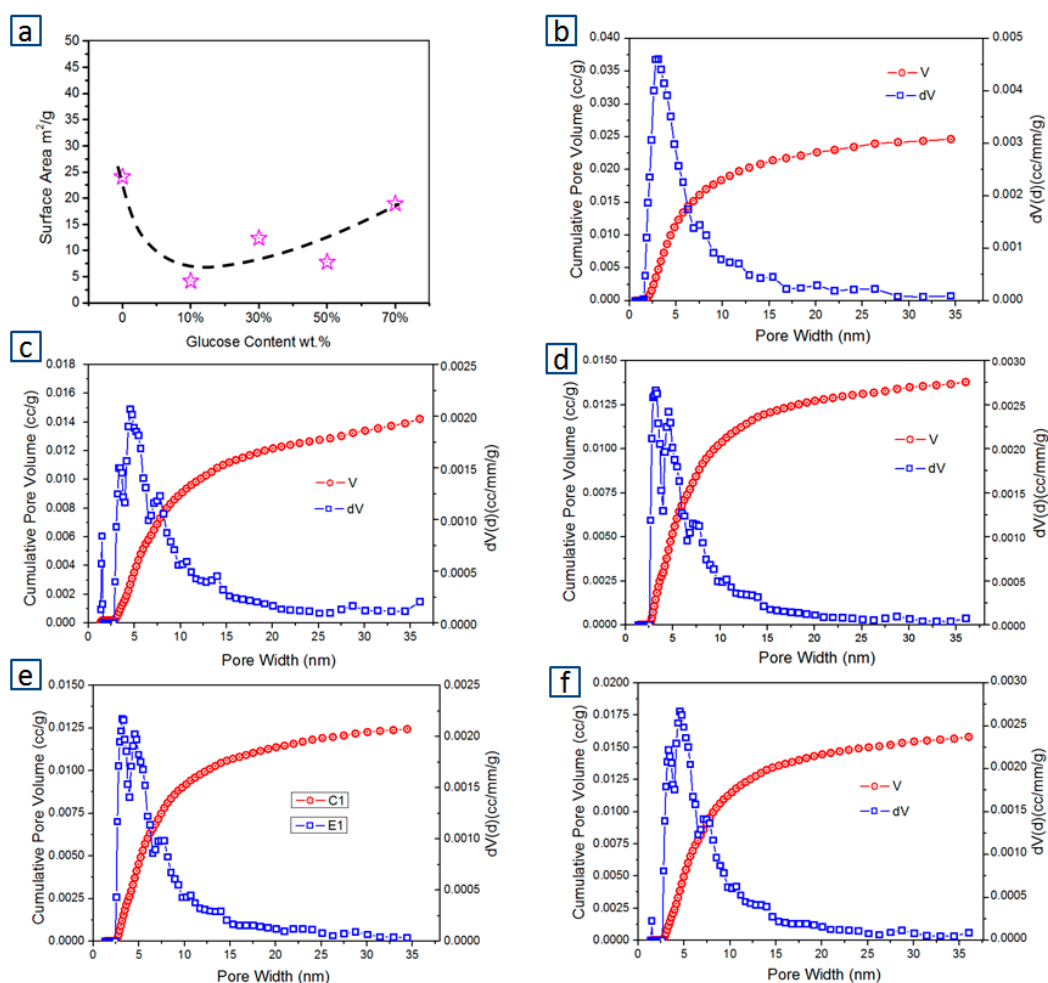 a
50
45
40
35
30
25
20
15
10
5
0
Surface Area m²/g
0 10% 30% 50% 70%
Glucose Content wt.%
b
0.040
0.035
0.030
0.025
0.020
0.015
0.010
0.005
0.000
Cumulative Pore Volume (cc/g)
V
dV
0.005
0.004
0.003
0.002
0.001
0.000
dV(d)(cc/mm/g)
0 5 10 15 20 25 30 35
Pore Width (nm)
c
0.018
0.016
0.014
0.012
0.010
0.008
0.006
0.004
0.002
0.000
Cumulative Pore Volume (cc/g)
V
dV
0.0025
0.0020
0.0015
0.0010
0.0005
0.0000
dV(d)(cc/mm/g)
0 5 10 15 20 25 30 35
Pore Width (nm)
d
0.0150
0.0125
0.0100
0.0075
0.0050
0.0025
0.0000
Cumulative Pore Volume (cc/g)
V
dV
0.0030
0.0025
0.0020
0.0015
0.0010
0.0005
0.0000
dV(d)(cc/mm/g)
0 5 10 15 20 25 30 35
Pore Width (nm)
e
0.0150
0.0125
0.0100
0.0075
0.0050
0.0025
0.0000
Cumulative Pore Volume (cc/g)
C1
E1
0.0025
0.0020
0.0015
0.0010
0.0005
0.0000
dV(d)(cc/mm/g)
0 5 10 15 20 25 30 35
Pore Width (nm)
f
0.0200
0.0175
0.0150
0.0125
0.0100
0.0075
0.0050
0.0025
0.000
Cumulative Pore Volume (cc/g)
V
dV
0.0030
0.0025
0.0020
0.0015
0.0010
0.0005
0.0000
dV(d)(cc/mm/g)
0 5 10 15 20 25 30 35
Pore Width (nm)